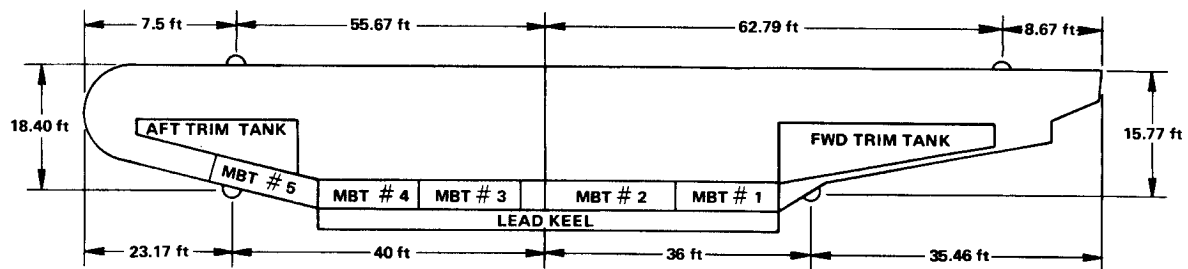 7.5 ft 55.67 ft 62.79 ft 8.67 ft
18.40 ft 15.77 ft
AFT TRIM TANK FWD TRIM TANK
MBT # 5 MBT # 4 MBT # 3 MBT # 2 MBT # 1
LEAD KEEL
23.17 ft 40 ft 36 ft 35.46 ft